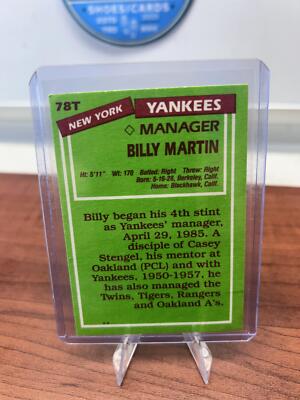 SHOES/CARDS
78T
NEW YORK YANKEES
MANAGER
BILLY MARTIN
Ht: 5'11" Wt: 170 Batted: Right Threw: Right
Born: 5-16-28, Berkeley, Calif.
Home: Blackhawk, Calif.
Billy began his 4th stint
as Yankees' manager,
April 29, 1985. A
disciple of Casey
Stengel, his mentor at
Oakland (PCL) and with
Yankees, 1950-1957, he
has also managed the
Twins, Tigers, Rangers
and Oakland A's.